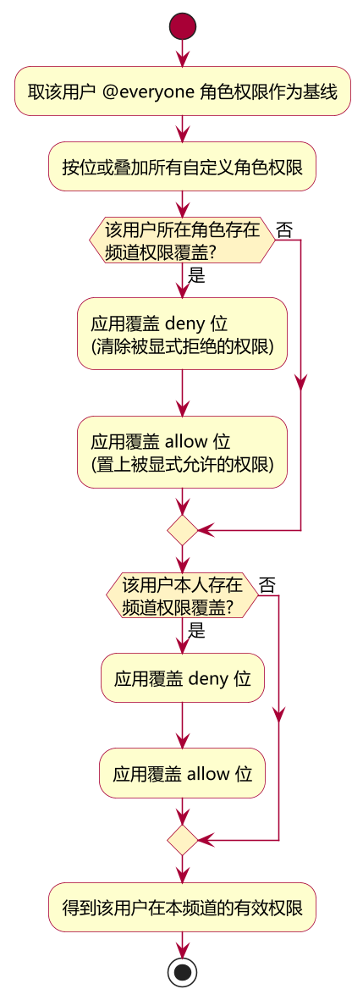 取该用户 @everyone 角色权限作为基线
按位或叠加所有自定义角色权限
该用户所在角色存在
频道权限覆盖?
否
是
应用覆盖 deny 位
(清除被显式拒绝的权限)
应用覆盖 allow 位
(置上被显式允许的权限)
该用户本人存在
频道权限覆盖?
否
是
应用覆盖 deny 位
应用覆盖 allow 位
得到该用户在本频道的有效权限